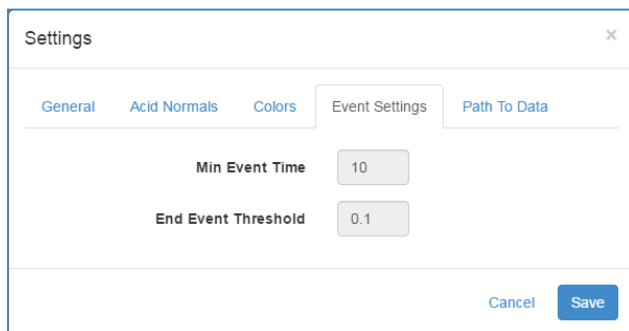 Settings ×
General Acid Normals Colors Event Settings Path To Data
Min Event Time 10
End Event Threshold 0.1
Cancel Save